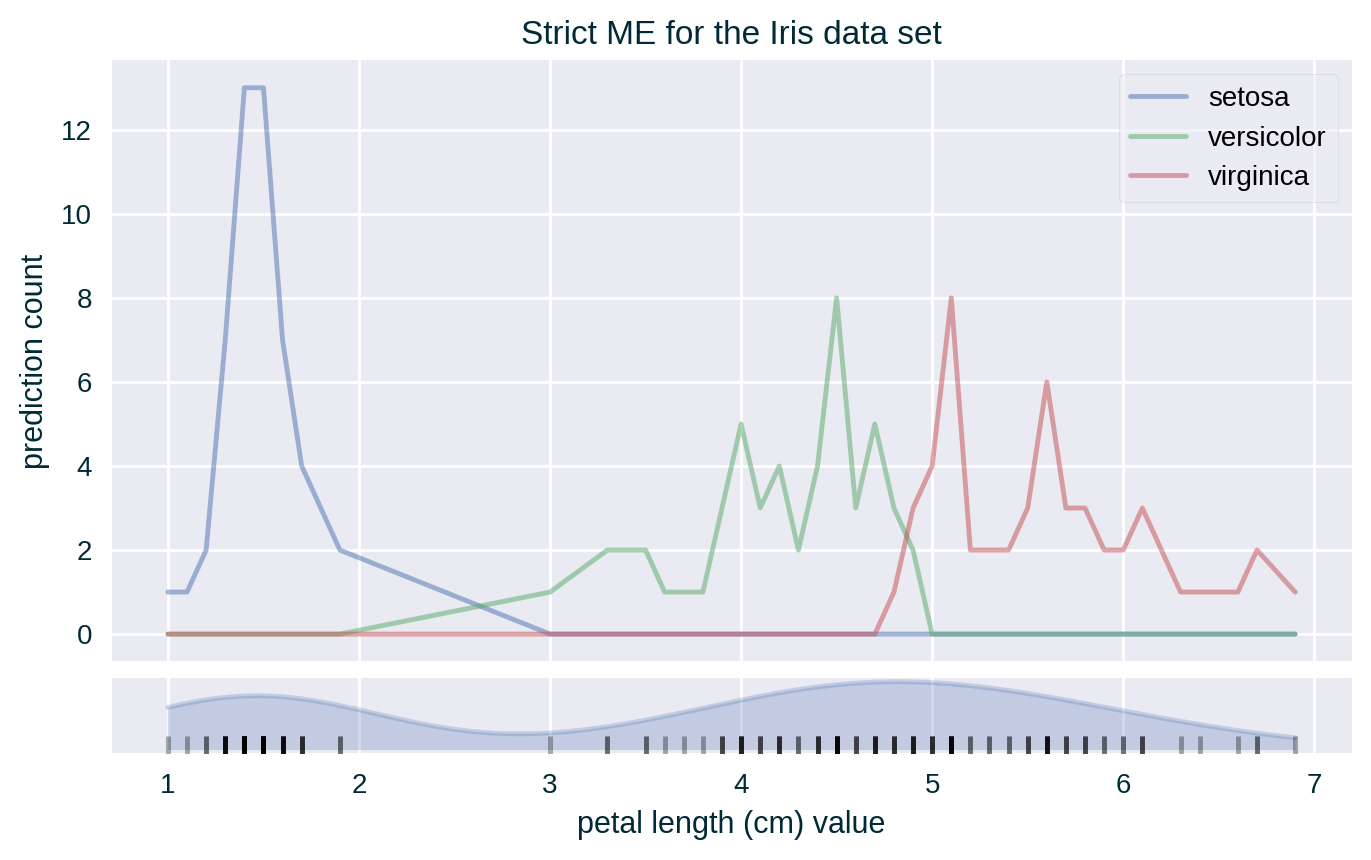 Strict ME for the Iris data set
setosa
versicolor
virginica
prediction count
12
10
8
6
4
2
0
1 2 3 4 5 6 7
petal length (cm) value